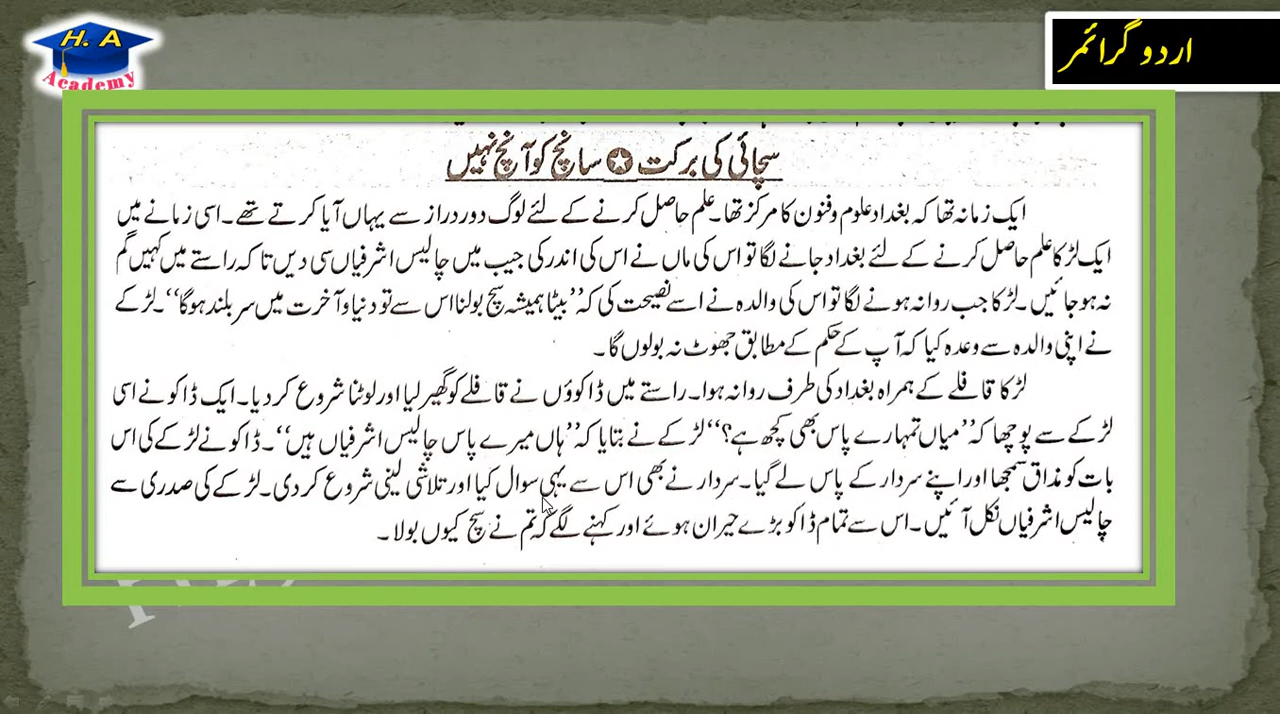 H. A
Academy
اردو گرائمر
سچائی کی برکت ✪ سانچ کو آنچ نہیں
ایک زمانہ تھا کہ بغداد علوم و فنون کا مرکز تھا۔ علم حاصل کرنے کے لئے لوگ دور دراز سے یہاں آیا کرتے تھے۔ اسی زمانے میں
ایک لڑکا علم حاصل کرنے کے لئے بغداد جانے لگا تو اس کی ماں نے اس کی اندر کی جیب میں چالیس اشرفیاں سی دیں تا کہ راستے میں کہیں گم
نہ ہو جائیں۔ لڑکا جب روانہ ہونے لگا تو اس کی والدہ نے اسے نصیحت کی کہ ’’بیٹا ہمیشہ سچ بولنا اس سے تو دنیا و آخرت میں سر بلند ہوگا‘‘۔ لڑکے
نے اپنی والدہ سے وعدہ کیا کہ آپ کے حکم کے مطابق جھوٹ نہ بولوں گا۔
لڑکا قافلے کے ہمراہ بغداد کی طرف روانہ ہوا۔ راستے میں ڈاکوؤں نے قافلے کو گھیر لیا اور لوٹنا شروع کر دیا۔ ایک ڈاکو نے اسی
لڑکے سے پوچھا کہ ’’میاں تمہارے پاس بھی کچھ ہے؟‘‘ لڑکے نے بتایا کہ ’’ہاں میرے پاس چالیس اشرفیاں ہیں‘‘۔ ڈاکو نے لڑکے کی اس
بات کو مذاق سمجھا اور اپنے سردار کے پاس لے گیا۔ سردار نے بھی اس سے یہی سوال کیا اور تلاشی لینی شروع کر دی۔ لڑکے کی صدری سے
چالیس اشرفیاں نکل آئیں۔ اس سے تمام ڈاکو بڑے حیران ہوئے اور کہنے لگے کہ تم نے سچ کیوں بولا۔